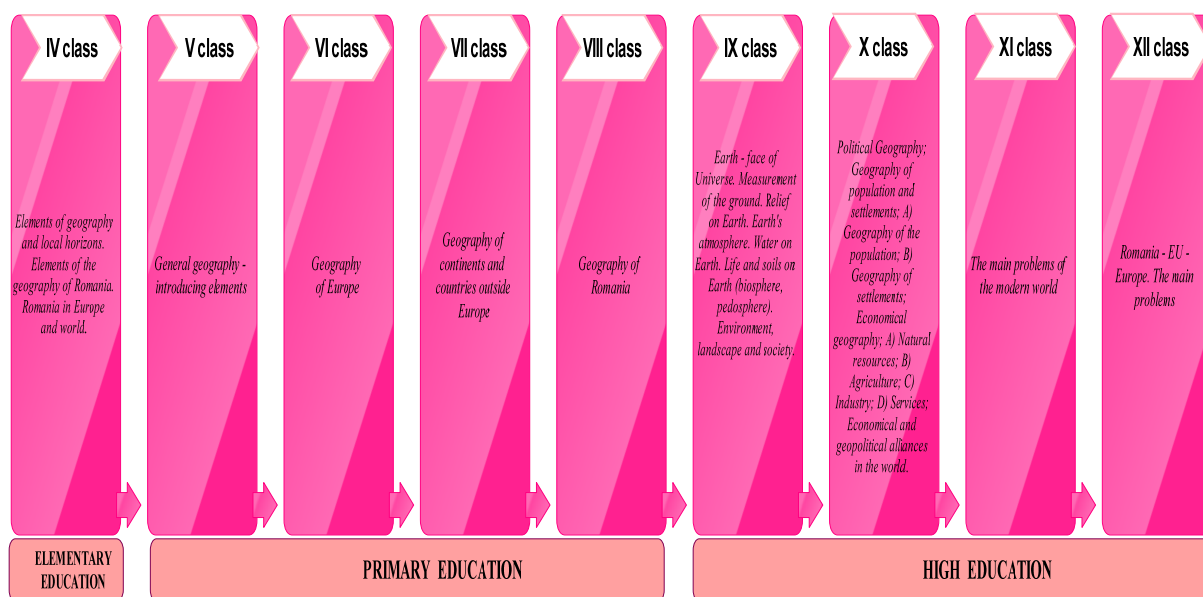 IV class
Elements of geography
and local horizons.
Elements of the
geography of Romania.
Romania in Europe
and world.
V class
General geography -
introducing elements
VI class
Geography
of Europe
VII class
Geography of
continents and
countries outside
Europe
VIII class
Geography of
Romania
IX class
Earth - face of
Universe. Measurement
of the ground. Relief
on Earth. Earth's
atmosphere. Water on
Earth. Life and soils on
Earth (biosphere,
pedosphere).
Environment,
landscape and society.
X class
Political Geography;
Geography of
population and
settlements; A)
Geography of the
population; B)
Geography of
settlements;
Economical
geography; A) Natural
resources; B)
Agriculture; C)
Industry; D) Services;
Economical and
geopolitical alliances
in the world.
XI class
The main problems of
the modern world
XII class
Romania - EU -
Europe. The main
problems
ELEMENTARY
EDUCATION
PRIMARY EDUCATION
HIGH EDUCATION